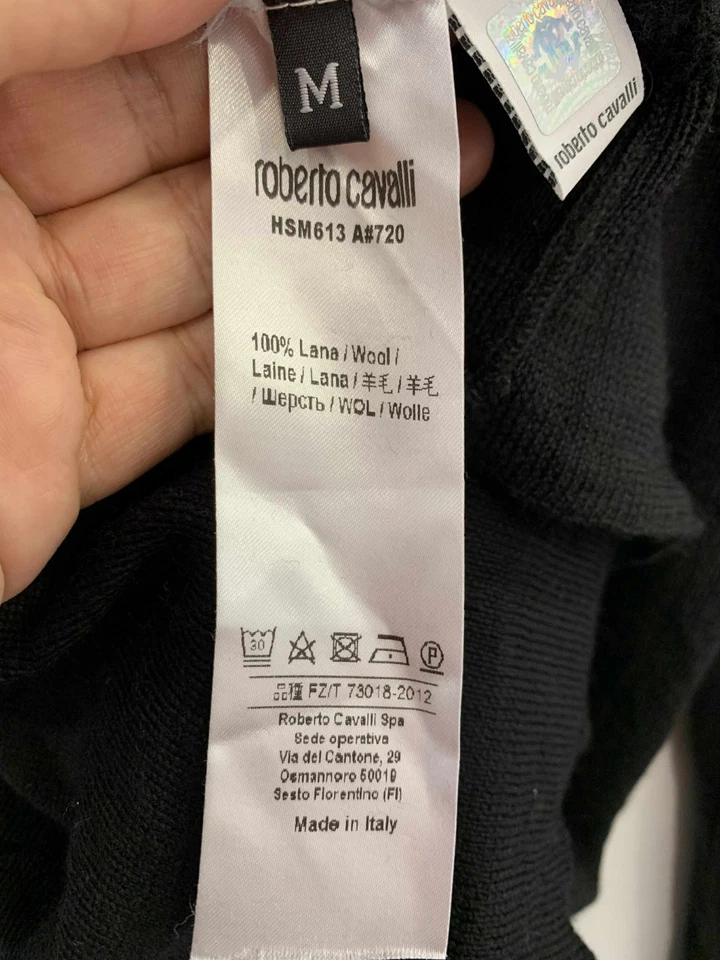 M
roberto cavalli
HSM613 A#720
100% Lana / Wool /
Laine / Lana / 羊毛 / 羊毛
/ Шерсть / WOL / Wolle
30
P
品種 FZ/T 73018-2012
Roberto Cavalli Spa
Sede operativa
Via del Cantone, 29
Osmannoro 50019
Sesto Florentino (FI)
Made in Italy
roberto cavalli